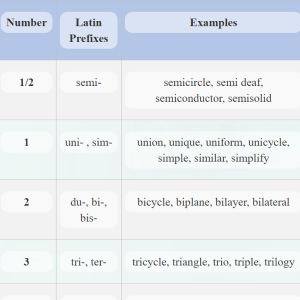 Number Latin Examples
Prefixes
1/2 semi- semicircle, semi deaf,
semiconductor, semisolid
1 uni- , sim- union, unique, uniform, unicycle,
simple, similar, simplify
2 du-, bi-, bicycle, biplane, bilayer, bilateral
bis-
3 tri-, ter- tricycle, triangle, trio, triple, trilogy